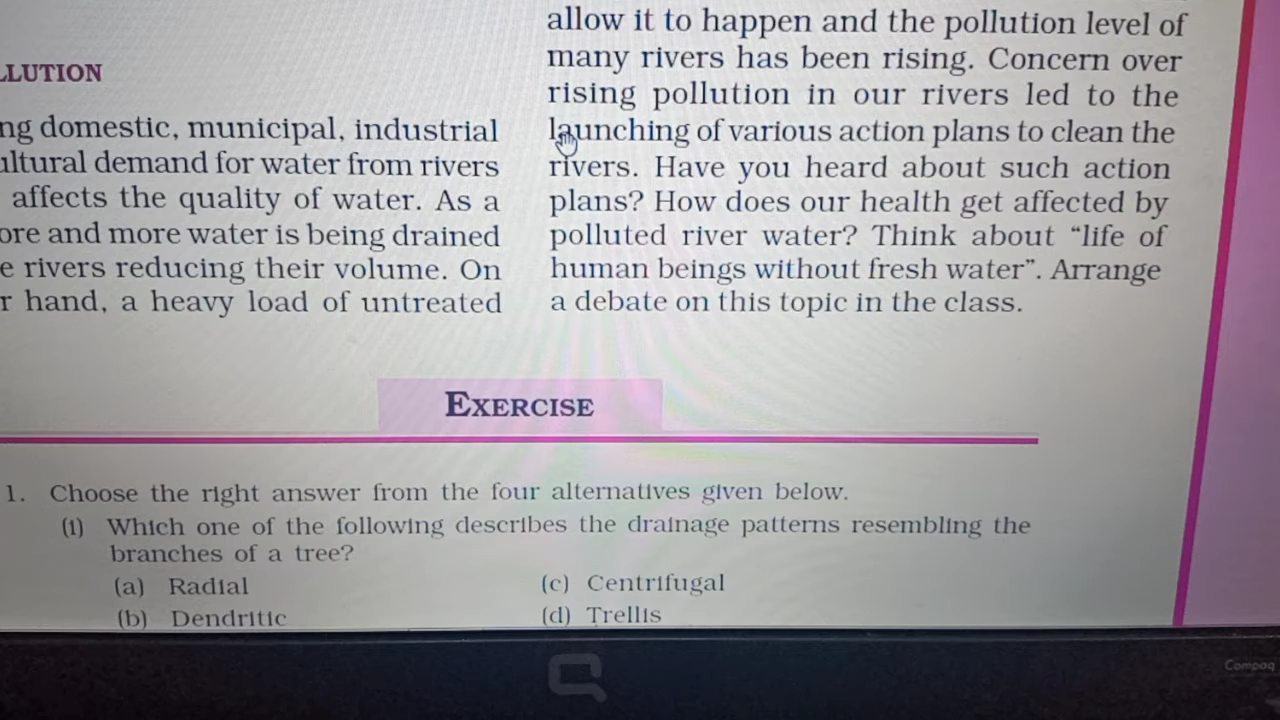 LLUTION
ng domestic, municipal, industrial
ultural demand for water from rivers
affects the quality of water. As a
ore and more water is being drained
e rivers reducing their volume. On
r hand, a heavy load of untreated
allow it to happen and the pollution level of
many rivers has been rising. Concern over
rising pollution in our rivers led to the
launching of various action plans to clean the
rivers. Have you heard about such action
plans? How does our health get affected by
polluted river water? Think about “life of
human beings without fresh water”. Arrange
a debate on this topic in the class.
EXERCISE
1. Choose the right answer from the four alternatives given below.
(i) Which one of the following describes the drainage patterns resembling the
branches of a tree?
(a) Radial
(c) Centrifugal
(b) Dendritic
(d) Trellis
Compaq